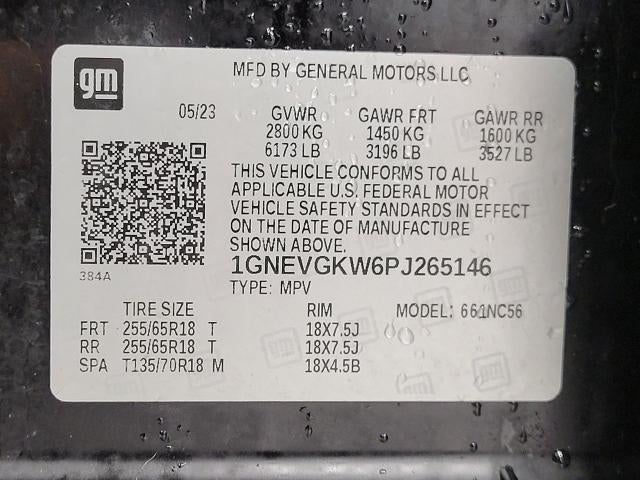 gm
MFD BY GENERAL MOTORS LLC
05/23 GVWR GAWR FRT GAWR RR
2800 KG 1450 KG 1600 KG
6173 LB 3196 LB 3527 LB
THIS VEHICLE CONFORMS TO ALL
APPLICABLE U.S. FEDERAL MOTOR
VEHICLE SAFETY STANDARDS IN EFFECT
ON THE DATE OF MANUFACTURE
SHOWN ABOVE.
384A
1GNEVGKW6PJ265146
TYPE: MPV
TIRE SIZE RIM MODEL: 661NC56
FRT 255/65R18 T 18X7.5J
RR 255/65R18 T 18X7.5J
SPA T135/70R18 M 18X4.5B